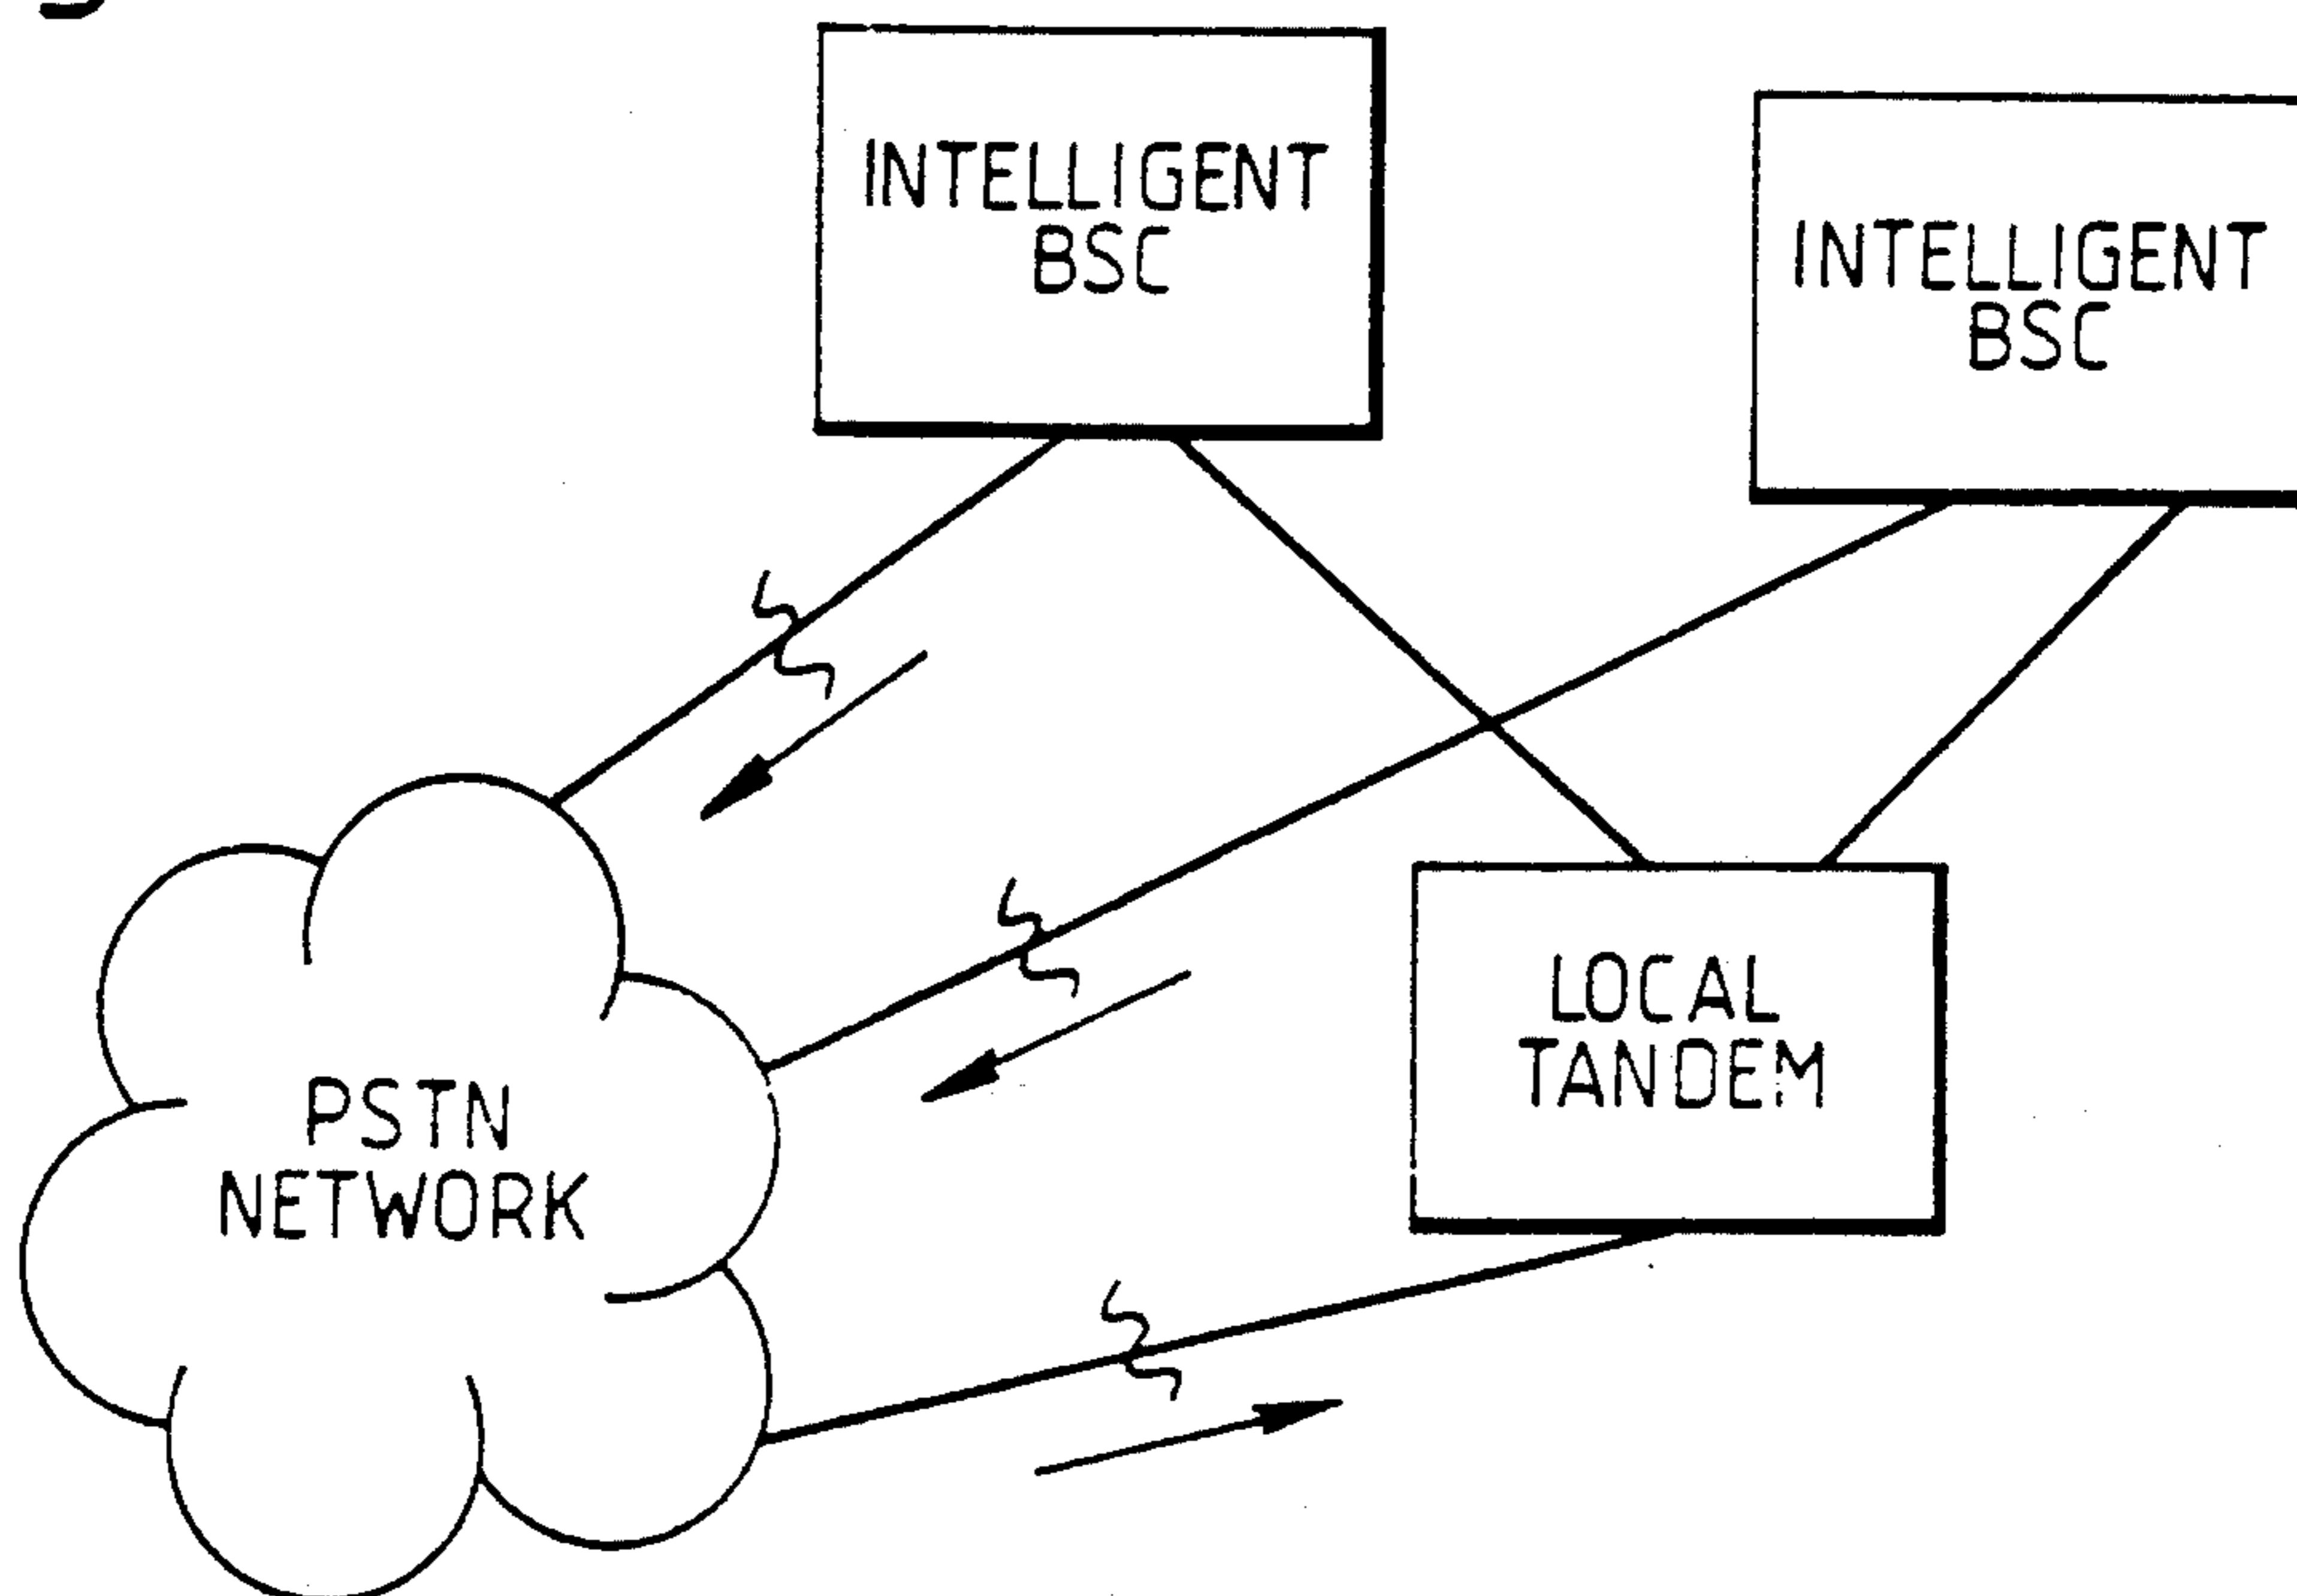 INTELLIGENT
BSC
INTELLIGENT
BSC
LOCAL
TANDEM
PSTN
NETWORK